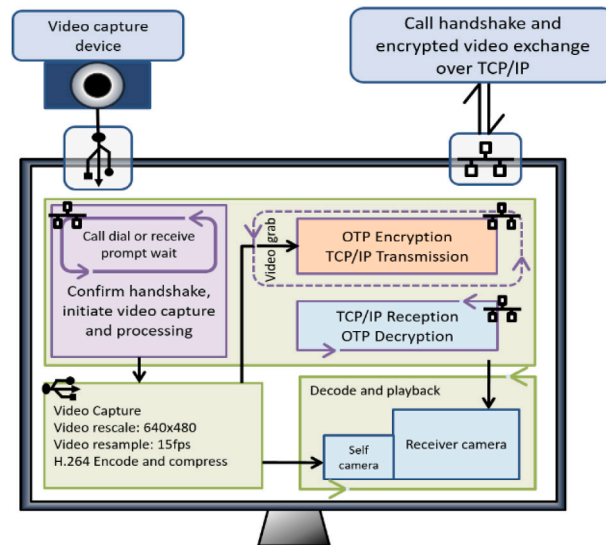 Video capture
device
Call handshake and
encrypted video exchange
over TCP/IP
Call dial or receive
prompt wait
Confirm handshake,
initiate video capture
and processing
Video grab
OTP Encryption
TCP/IP Transmission
TCP/IP Reception
OTP Decryption
Video Capture
Video rescale: 640x480
Video resample: 15fps
H.264 Encode and compress
Decode and playback
Self
camera
Receiver camera